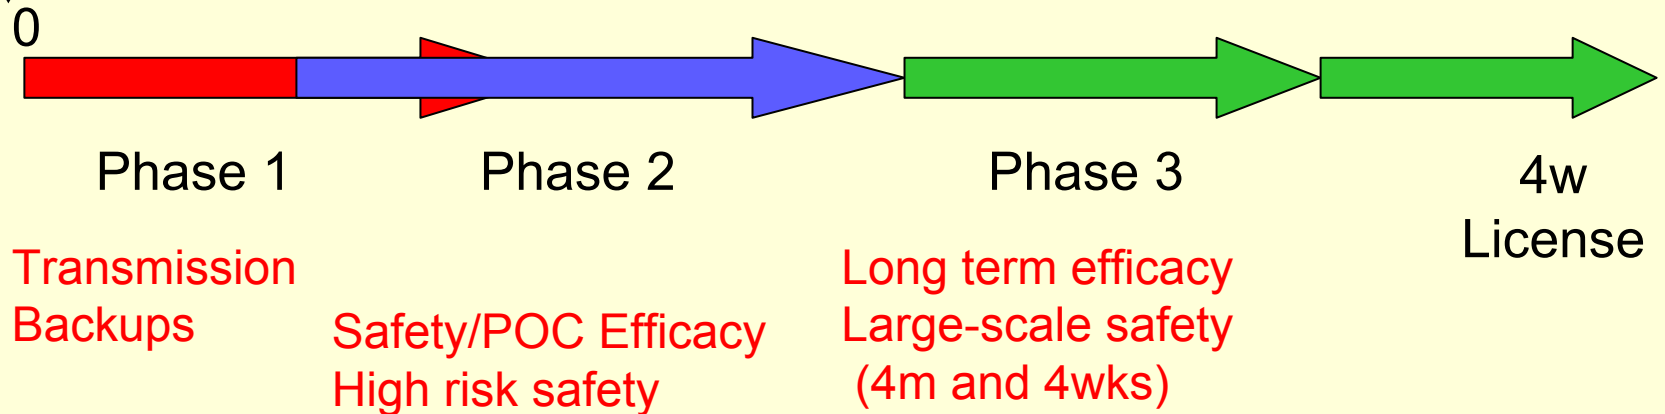 0
Phase 1
Phase 2
Phase 3
4w
License
Transmission
Backups
Safety/POC Efficacy
High risk safety
Long term efficacy
Large-scale safety
(4m and 4wks)